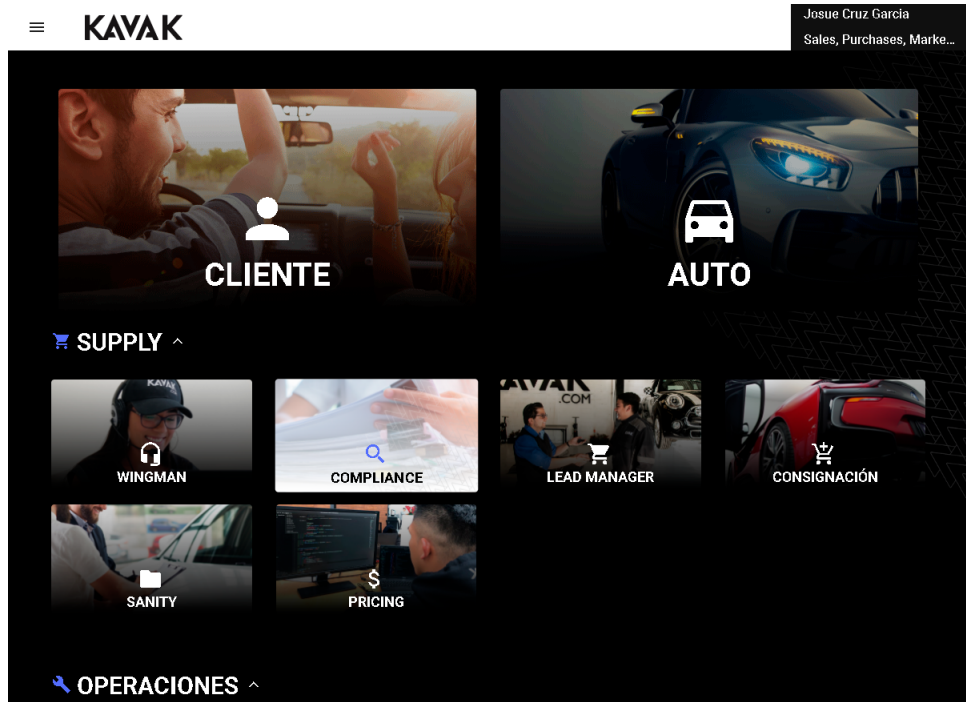 KAVAK
Josue Cruz Garcia
Sales, Purchases, Marke...
CLIENTE
AUTO
SUPPLY
KAVAK
KAVAK
.COM
WINGMAN
COMPLIANCE
LEAD MANAGER
CONSIGNACIÓN
SANITY
$
PRICING
OPERACIONES